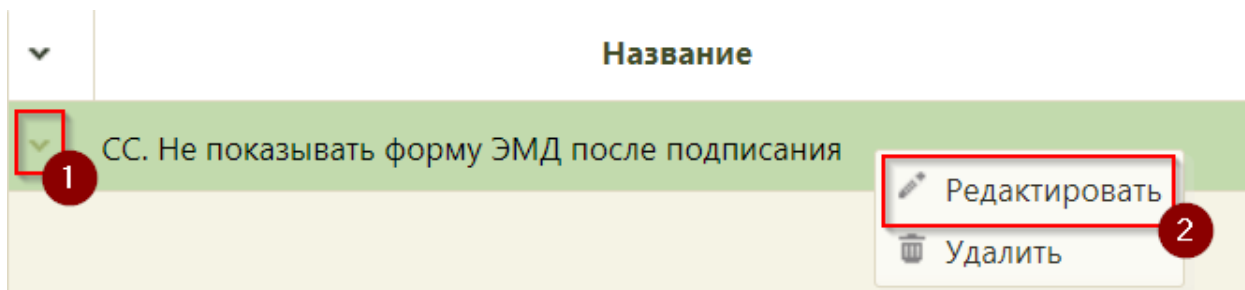 Название
СС. Не показывать форму ЭМД после подписания
1
Редактировать
2
Удалить